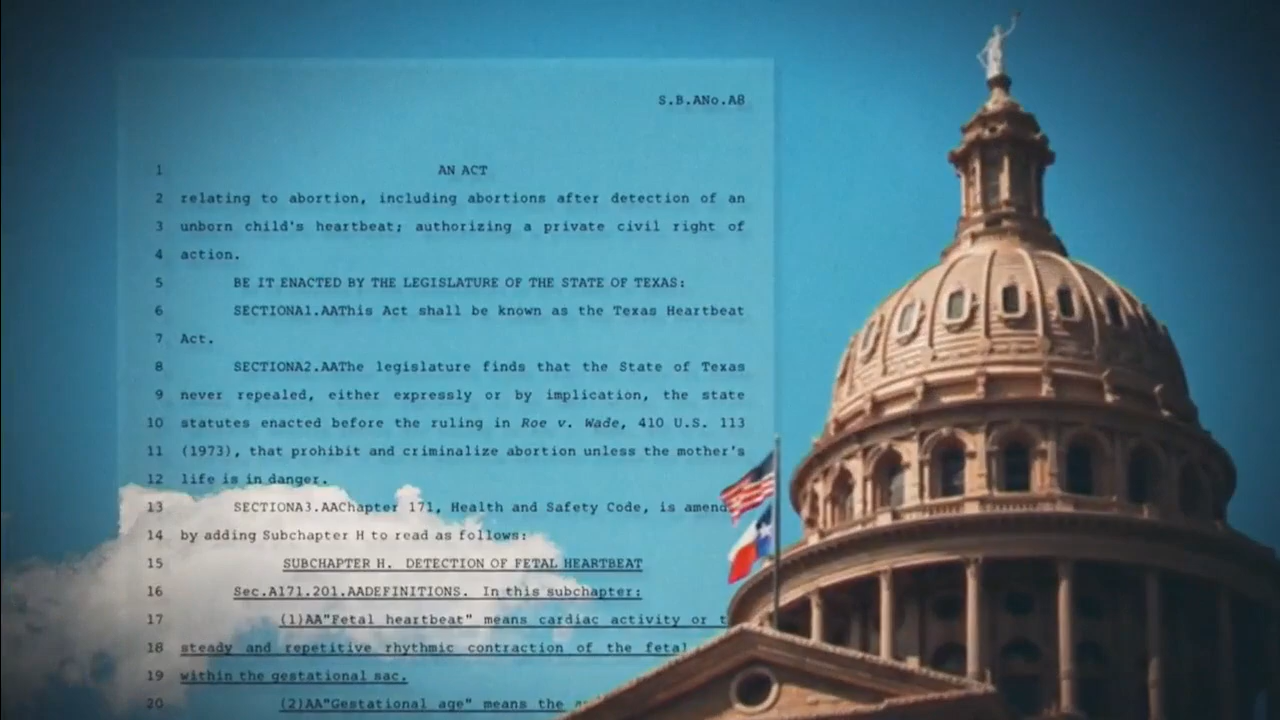 S.B.ANo.A8
1 AN ACT
2 relating to abortion, including abortions after detection of an
3 unborn child's heartbeat; authorizing a private civil right of
4 action.
5 BE IT ENACTED BY THE LEGISLATURE OF THE STATE OF TEXAS:
6 SECTIONA1.AAThis Act shall be known as the Texas Heartbeat
7 Act.
8 SECTIONA2.AAThe legislature finds that the State of Texas
9 never repealed, either expressly or by implication, the state
10 statutes enacted before the ruling in Roe v. Wade, 410 U.S. 113
11 (1973), that prohibit and criminalize abortion unless the mother's
12 life is in danger.
13 SECTIONA3.AAChapter 171, Health and Safety Code, is amend
14 by adding Subchapter H to read as follows:
15 SUBCHAPTER H. DETECTION OF FETAL HEARTBEAT
16 Sec.A171.201.AADEFINITIONS. In this subchapter:
17 (1)AA"Fetal heartbeat" means cardiac activity or t
18 steady and repetitive rhythmic contraction of the fetal
19 within the gestational sac.
20 (2)AA"Gestational age" means the